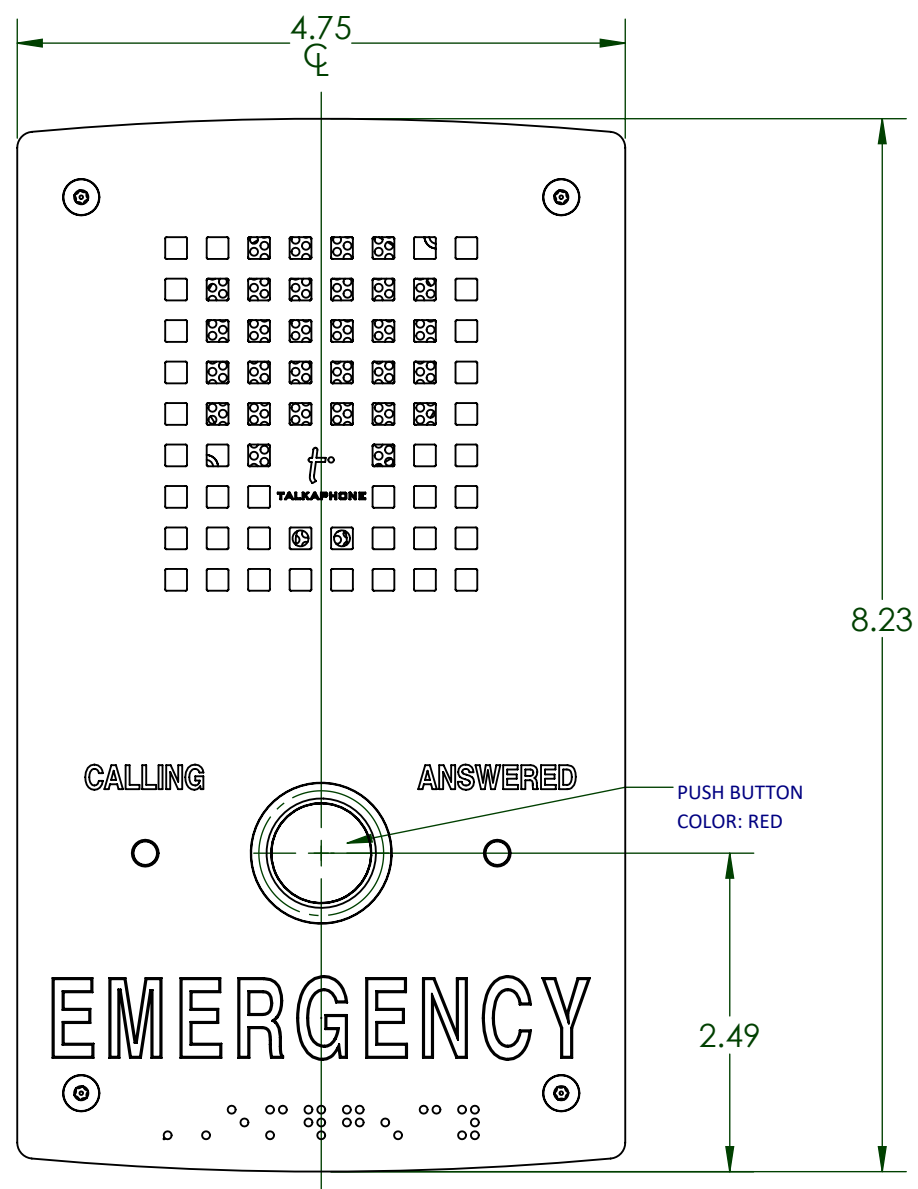 4.75
℄
TALKAPHONE
8.23
CALLING
ANSWERED
PUSH BUTTON
COLOR: RED
2.49
EMERGENCY
⠠⠠⠑⠍⠻⠛⠢⠉⠽